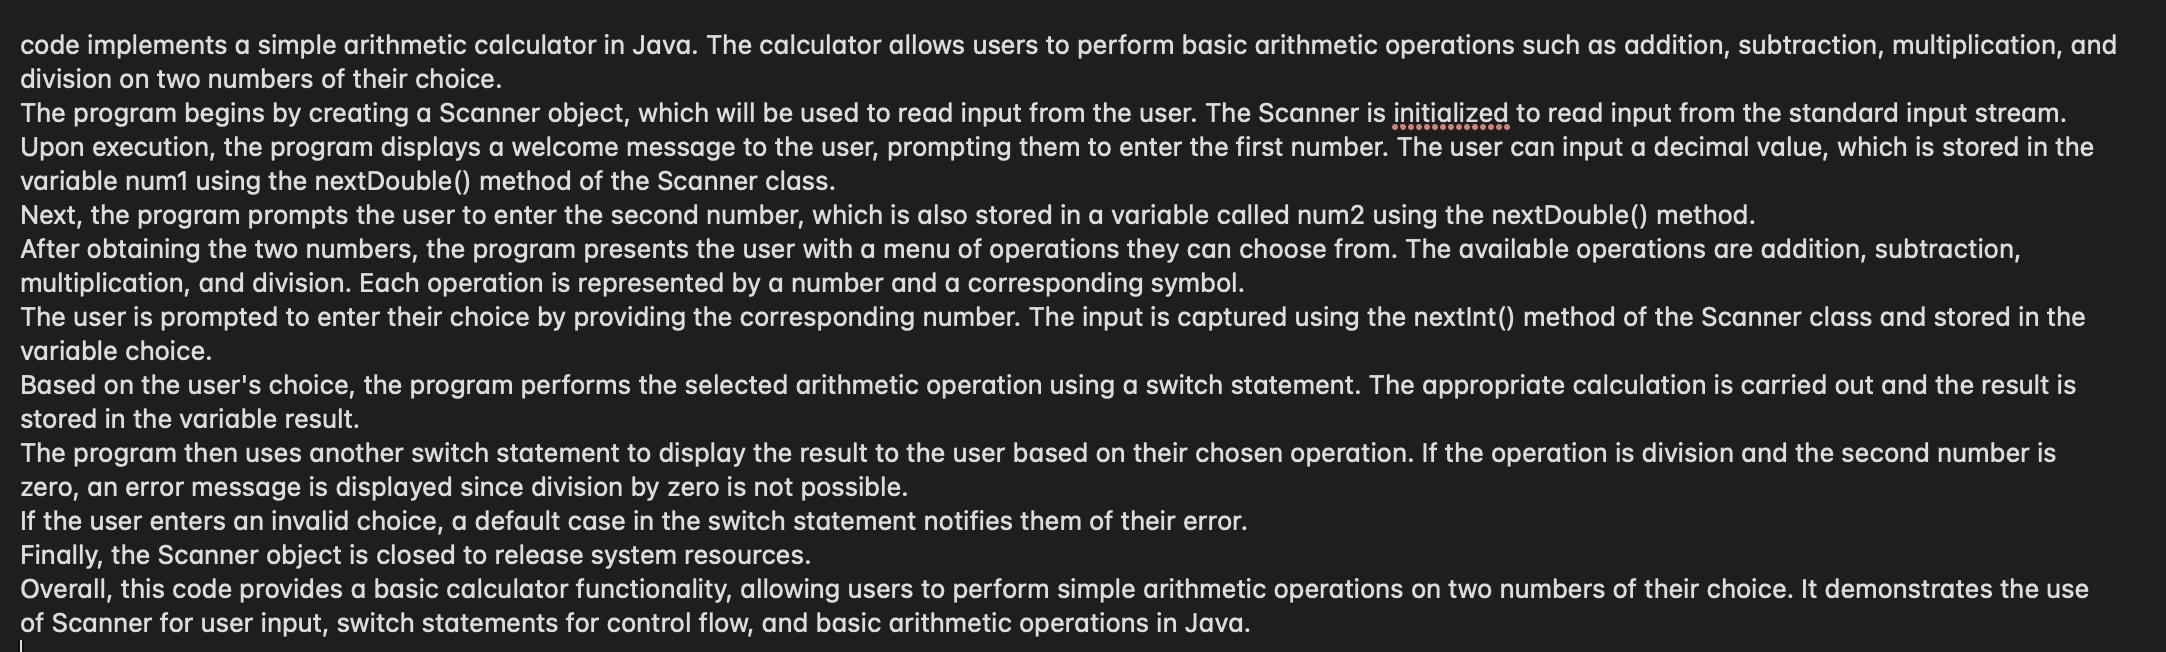 code implements a simple arithmetic calculator in Java. The calculator allows users to perform basic arithmetic operations such as addition, subtraction, multiplication, and
division on two numbers of their choice.
The program begins by creating a Scanner object, which will be used to read input from the user. The Scanner is initialized to read input from the standard input stream.
Upon execution, the program displays a welcome message to the user, prompting them to enter the first number. The user can input a decimal value, which is stored in the
variable num1 using the nextDouble() method of the Scanner class.
Next, the program prompts the user to enter the second number, which is also stored in a variable called num2 using the nextDouble() method.
After obtaining the two numbers, the program presents the user with a menu of operations they can choose from. The available operations are addition, subtraction,
multiplication, and division. Each operation is represented by a number and a corresponding symbol.
The user is prompted to enter their choice by providing the corresponding number. The input is captured using the nextInt() method of the Scanner class and stored in the
variable choice.
Based on the user's choice, the program performs the selected arithmetic operation using a switch statement. The appropriate calculation is carried out and the result is
stored in the variable result.
The program then uses another switch statement to display the result to the user based on their chosen operation. If the operation is division and the second number is
zero, an error message is displayed since division by zero is not possible.
If the user enters an invalid choice, a default case in the switch statement notifies them of their error.
Finally, the Scanner object is closed to release system resources.
Overall, this code provides a basic calculator functionality, allowing users to perform simple arithmetic operations on two numbers of their choice. It demonstrates the use
of Scanner for user input, switch statements for control flow, and basic arithmetic operations in Java.